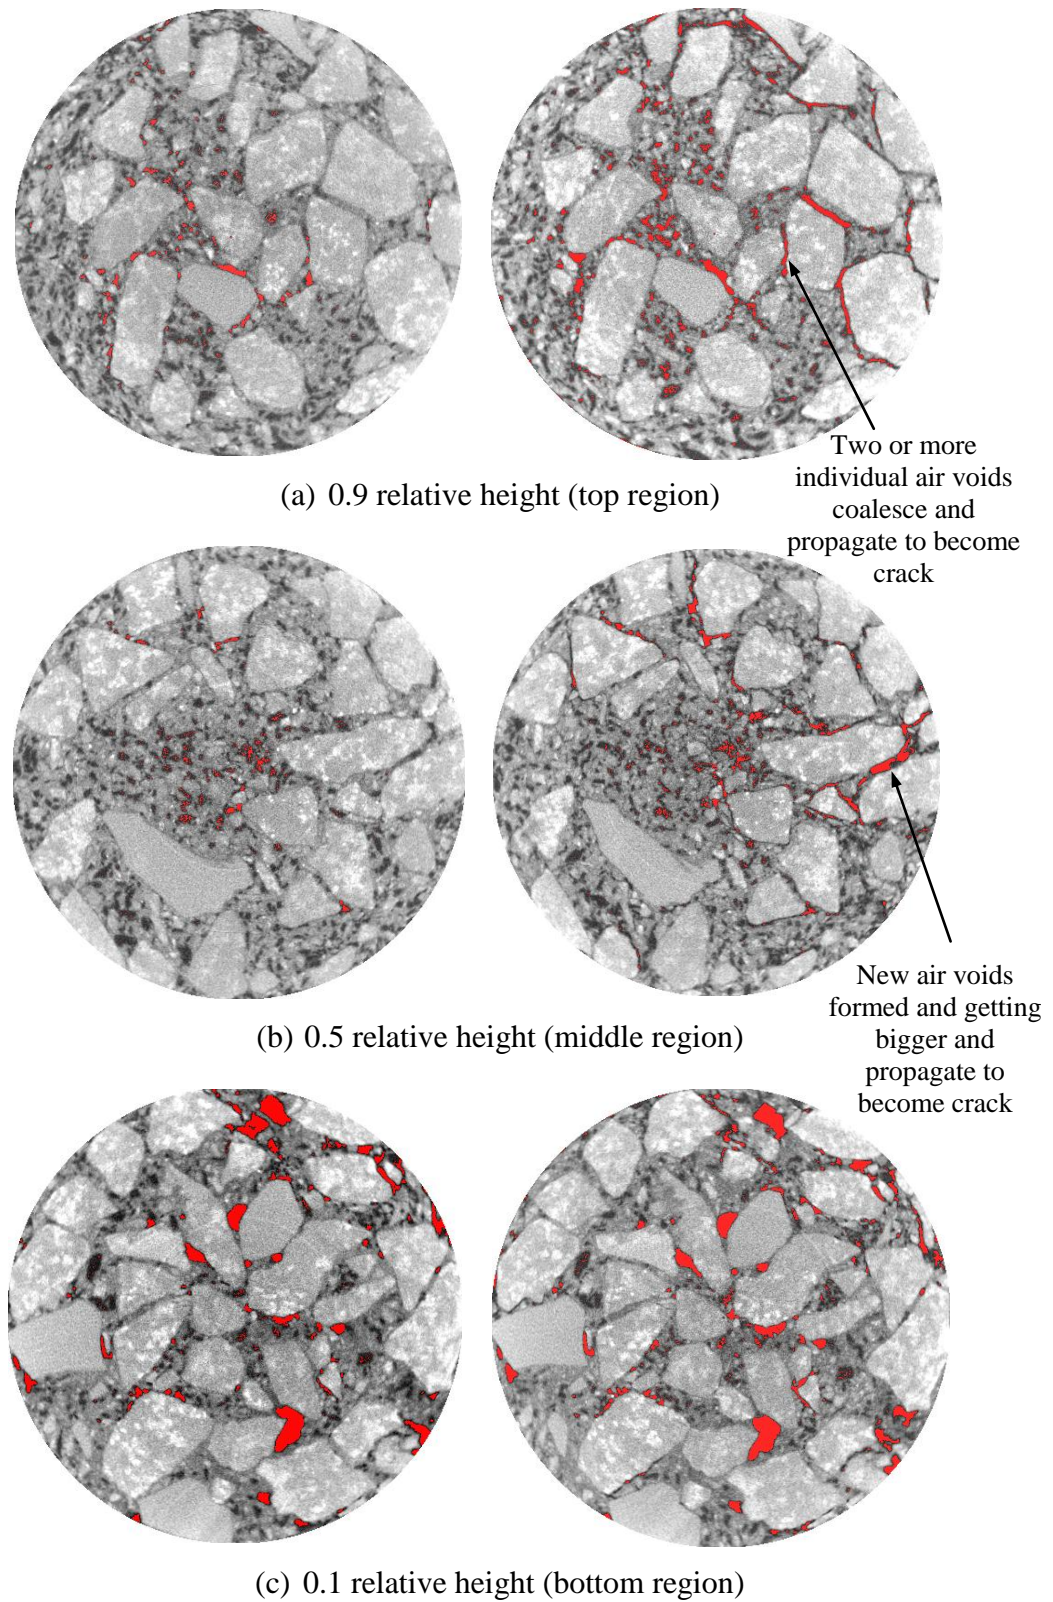 (a) 0.9 relative height (top region)
Two or more
individual air voids
coalesce and
propagate to become
crack
(b) 0.5 relative height (middle region)
New air voids
formed and getting
bigger and
propagate to
become crack
(c) 0.1 relative height (bottom region)